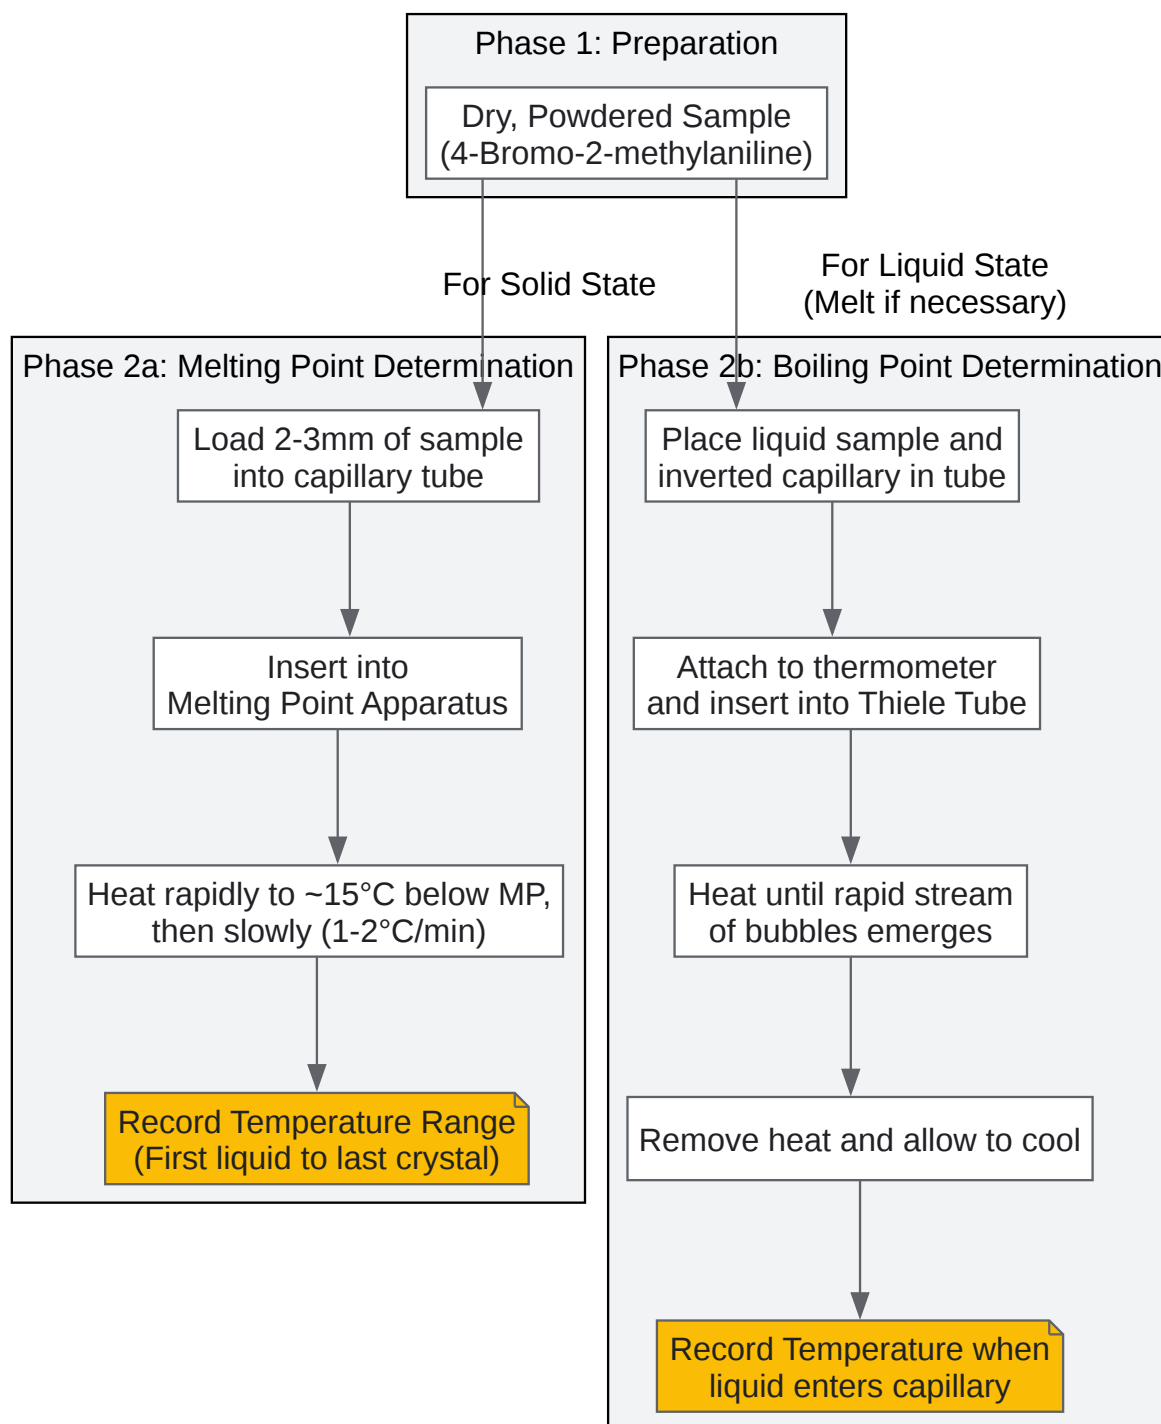 Phase 1: Preparation
Dry, Powdered Sample
(4-Bromo-2-methylaniline)
For Solid State
For Liquid State
(Melt if necessary)
Phase 2a: Melting Point Determination
Load 2-3mm of sample
into capillary tube
Insert into
Melting Point Apparatus
Heat rapidly to ~15°C below MP,
then slowly (1-2°C/min)
Record Temperature Range
(First liquid to last crystal)
Phase 2b: Boiling Point Determination
Place liquid sample and
inverted capillary in tube
Attach to thermometer
and insert into Thiele Tube
Heat until rapid stream
of bubbles emerges
Remove heat and allow to cool
Record Temperature when
liquid enters capillary